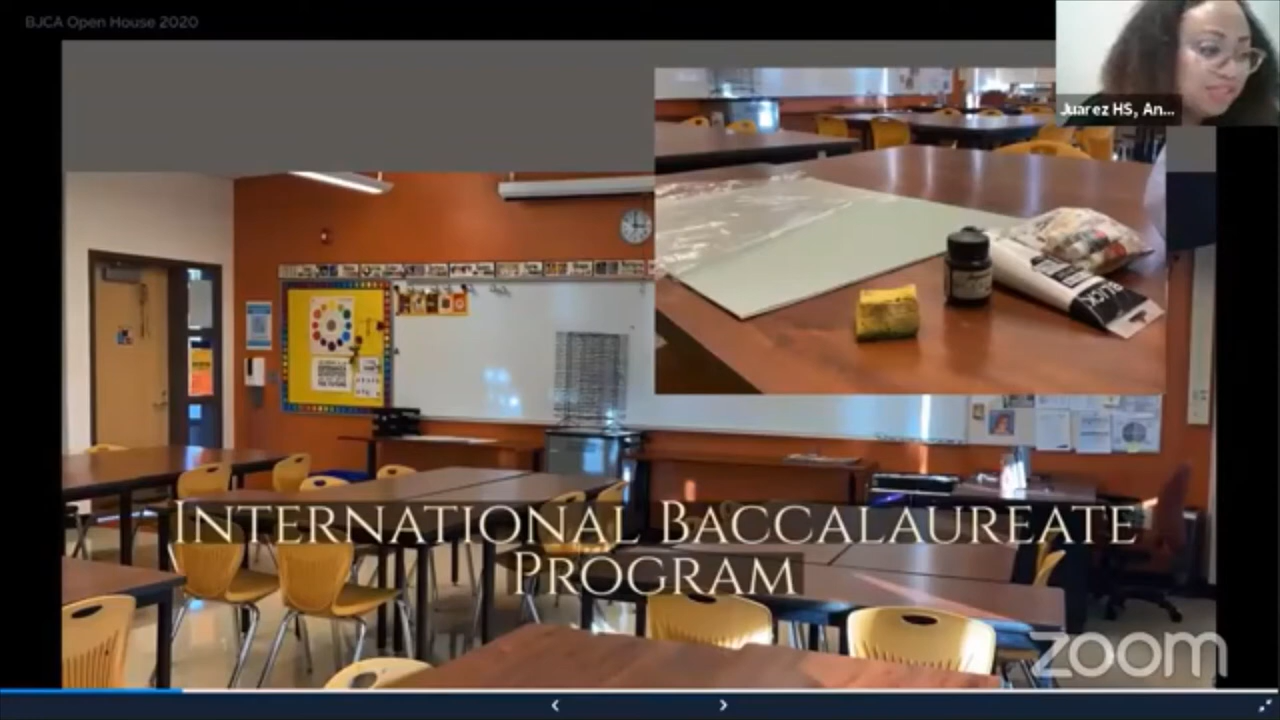 BJCA Open House 2020
Juarez HS, An...
BLACK
INTERNATIONAL BACCALAUREATE
PROGRAM
zoom